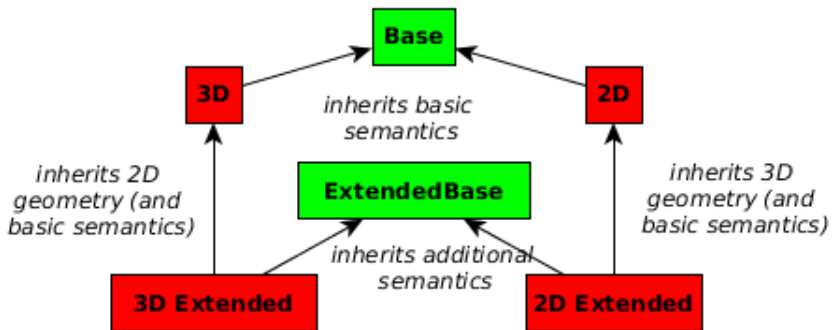 Base
3D
2D
inherits basic
semantics
inherits 2D
geometry (and
basic semantics)
ExtendedBase
inherits 3D
geometry (and
basic semantics)
inherits additional
semantics
3D Extended
2D Extended